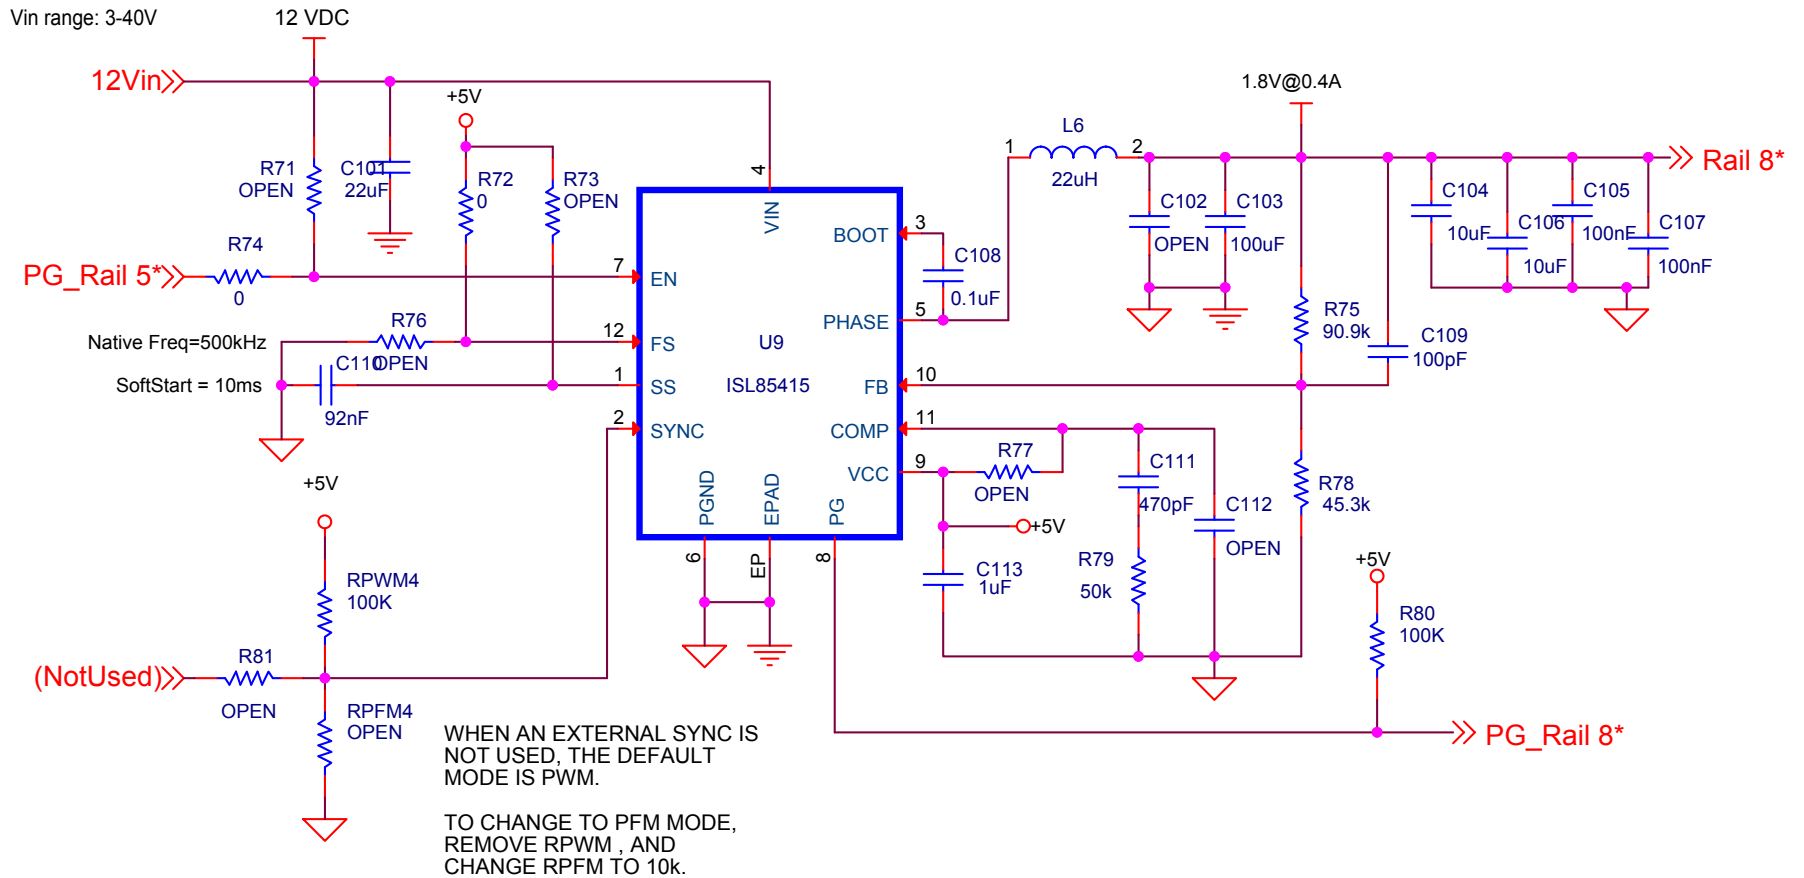 Vin range: 3-40V
12 VDC
12Vin
+5V
1.8V@0.4A
R71
OPEN
C101
22uF
R72
0
R73
OPEN
4
VIN
1
L6
2
22uH
Rail 8*
C102
OPEN
C103
100uF
C104
10uF
C106
10uF
C105
100nF
C107
100nF
R74
0
PG_Rail 5*
7
EN
BOOT
3
C108
0.1uF
PHASE
5
R75
90.9k
C109
100pF
Native Freq=500kHz
R76
OPEN
12
FS
U9
ISL85415
SoftStart = 10ms
C110
92nF
1
SS
FB
10
2
SYNC
COMP
11
VCC
9
R77
OPEN
C111
470pF
C112
OPEN
R78
45.3k
PGND
EPAD
PG
6
EP
8
+5V
+5V
C113
1uF
R79
50k
+5V
R80
100K
RPWM4
100K
(NotUsed)
R81
OPEN
RPFM4
OPEN
PG_Rail 8*
WHEN AN EXTERNAL SYNC IS
NOT USED, THE DEFAULT
MODE IS PWM.
TO CHANGE TO PFM MODE,
REMOVE RPWM , AND
CHANGE RPFM TO 10k.